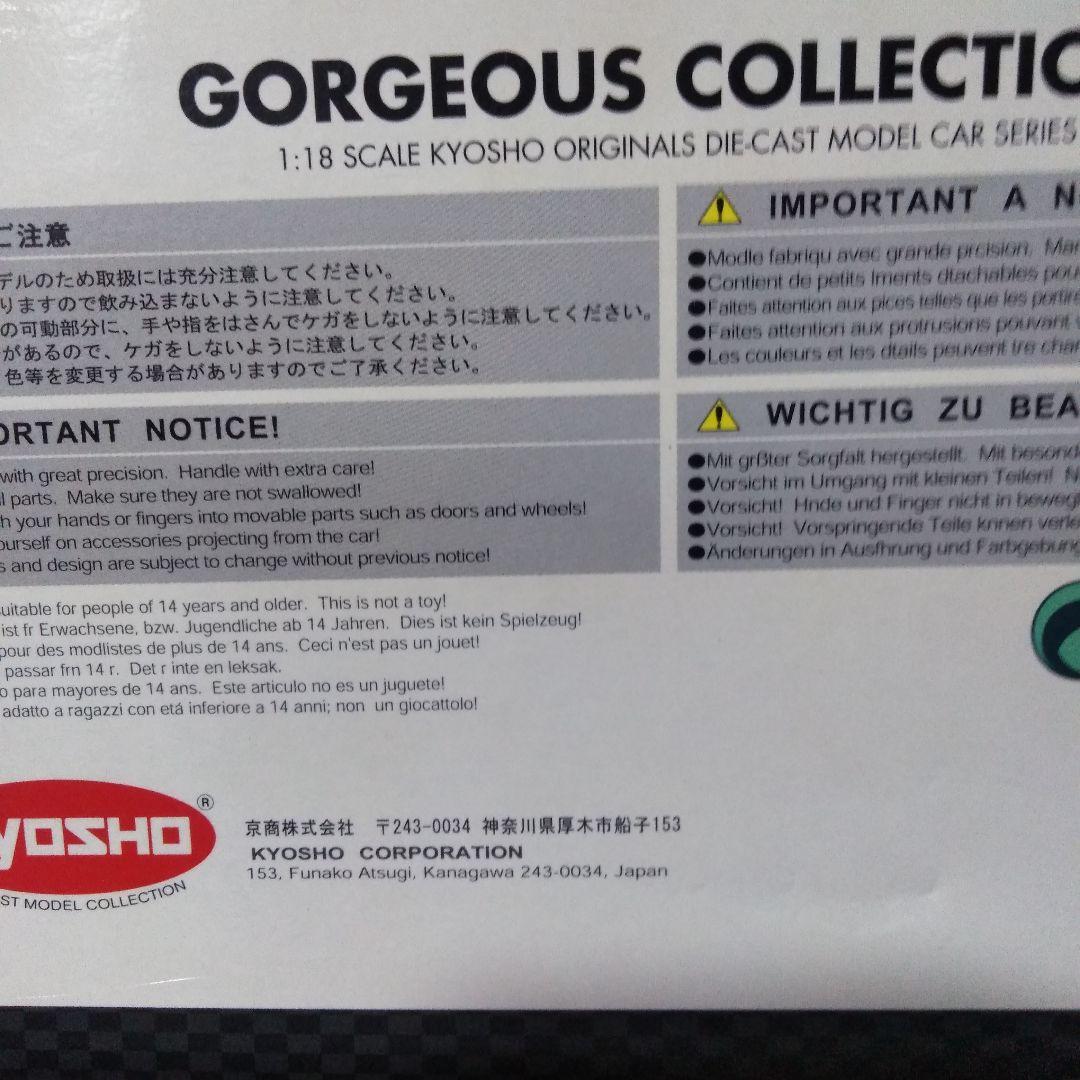 GORGEOUS COLLECTIO
1:18 SCALE KYOSHO ORIGINALS DIE-CAST MODEL CAR SERIES
ご注意
デルのため取扱には充分注意してください。
りますので飲み込まないように注意してください。
の可動部分に、手や指をはさんでケガをしないように注意してください。
があるので、ケガをしないように注意してください。
色等を変更する場合がありますのでご了承ください。
IMPORTANT A N
●Modle fabriqu avec grande prcision. Mar
●Contient de petits lments dtachables pou
●Faites attention aux pices telles que les portire
●Faites attention aux protrusions pouvant
●Les couleurs et les dtails peuvent tre char
ORTANT NOTICE!
with great precision. Handle with extra care!
l parts. Make sure they are not swallowed!
h your hands or fingers into movable parts such as doors and wheels!
ourself on accessories projecting from the car!
s and design are subject to change without previous notice!
WICHTIG ZU BEA
●Mit grßter Sorgfalt hergestellt. Mit besond
●Vorsicht im Umgang mit kleinen Teilen! N
●Vorsicht! Hnde und Finger nicht in beweg
●Vorsicht! Vorspringende Teile knnen verle
●Änderungen in Ausfhrung und Farbgebung
uitable for people of 14 years and older. This is not a toy!
ist fr Erwachsene, bzw. Jugendliche ab 14 Jahren. Dies ist kein Spielzeug!
pour des modlistes de plus de 14 ans. Ceci n'est pas un jouet!
passar frn 14 r. Det r inte en leksak.
o para mayores de 14 ans. Este articulo no es un juguete!
adatto a ragazzi con etá inferiore a 14 anni; non un giocattolo!
YOSHO ®
ST MODEL COLLECTION
京商株式会社 〒243-0034 神奈川県厚木市船子153
KYOSHO CORPORATION
153, Funako Atsugi, Kanagawa 243-0034, Japan